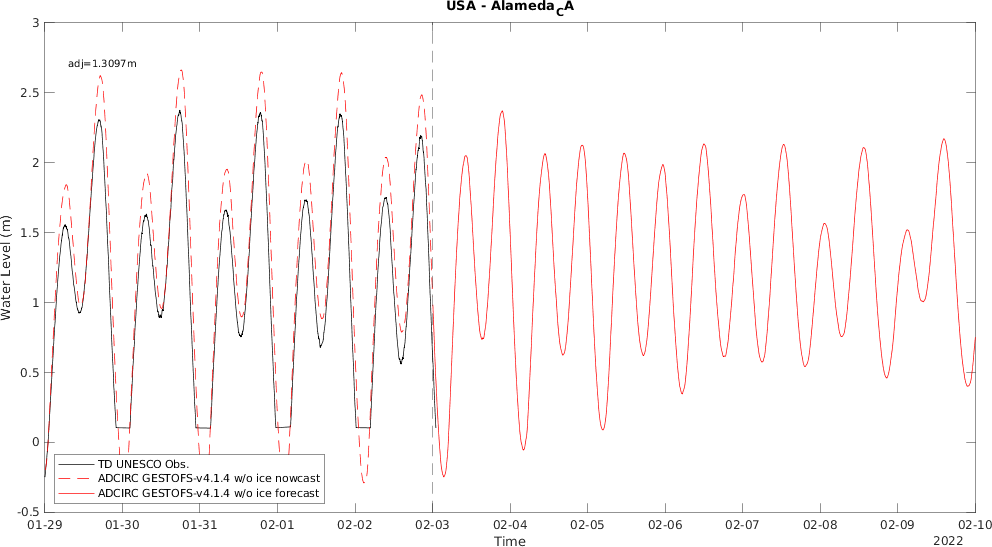 USA - Alameda_CA
adj=1.3097m
3
2.5
2
1.5
1
0.5
0
-0.5
Water Level (m)
TD UNESCO Obs.
ADCIRC GESTOFS-v4.1.4 w/o ice nowcast
ADCIRC GESTOFS-v4.1.4 w/o ice forecast
01-29 01-30 01-31 02-01 02-02 02-03 02-04 02-05 02-06 02-07 02-08 02-09 02-10
Time
2022